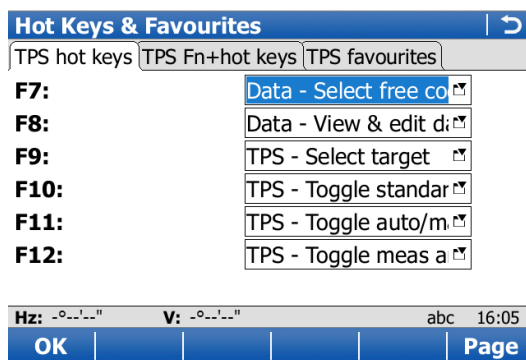 Hot Keys & Favourites
TPS hot keys TPS Fn+hot keys TPS favourites
F7: Data - Select free co
F8: Data - View & edit da
F9: TPS - Select target
F10: TPS - Toggle standar
F11: TPS - Toggle auto/m
F12: TPS - Toggle meas a
Hz: -°--'--" V: -°--'--" abc 16:05
OK Page